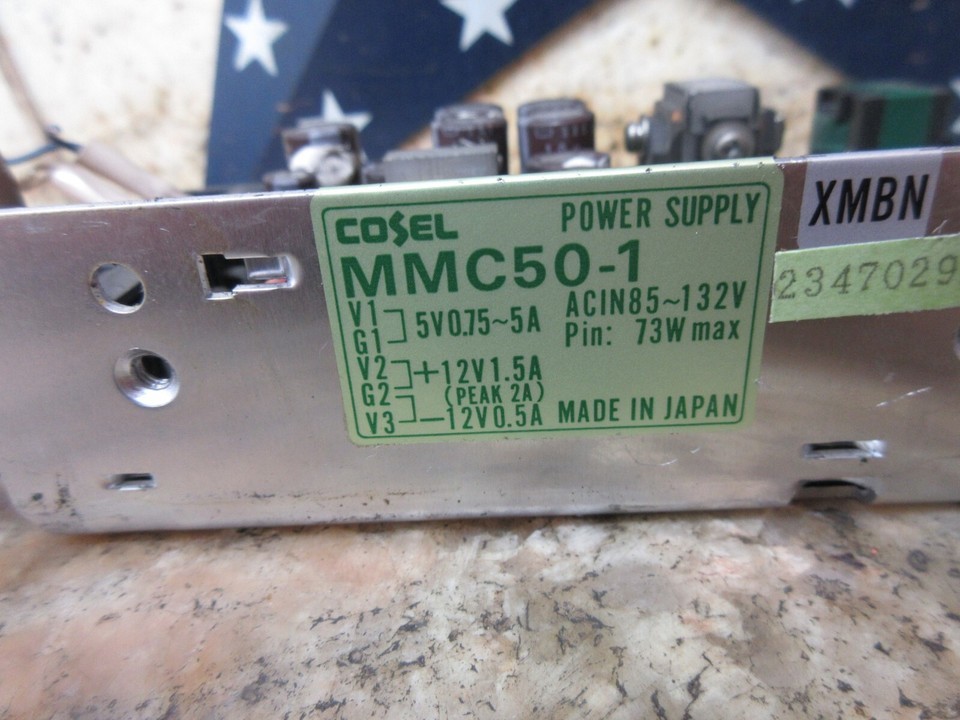 COSEL POWER SUPPLY
MMC50-1
V1
G1
5V0.75~5A
ACIN85~132V
Pin: 73W max
V2
G2
+12V1.5A
(PEAK 2A)
V3
-12V0.5A
MADE IN JAPAN
XMBN
2347029